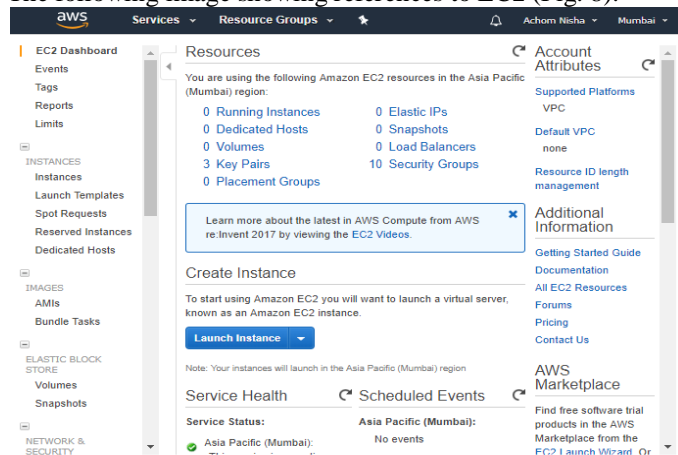 The following image showing references to EC2 (Fig. 8).
aws Services Resource Groups Achom Nisha Mumbai
EC2 Dashboard
Events
Tags
Reports
Limits
INSTANCES
Instances
Launch Templates
Spot Requests
Reserved Instances
Dedicated Hosts
IMAGES
AMIs
Bundle Tasks
ELASTIC BLOCK
STORE
Volumes
Snapshots
NETWORK &
SECURITY
Resources
You are using the following Amazon EC2 resources in the Asia Pacific
(Mumbai) region:
0 Running Instances
0 Elastic IPs
0 Dedicated Hosts
0 Snapshots
0 Volumes
0 Load Balancers
3 Key Pairs
10 Security Groups
0 Placement Groups
Learn more about the latest in AWS Compute from AWS
re:Invent 2017 by viewing the EC2 Videos.
Create Instance
To start using Amazon EC2 you will want to launch a virtual server,
known as an Amazon EC2 instance.
Launch Instance
Note: Your instances will launch in the Asia Pacific (Mumbai) region
Service Health
Service Status:
Asia Pacific (Mumbai):
Scheduled Events
Asia Pacific (Mumbai):
No events
Account
Attributes
Supported Platforms
VPC
Default VPC
none
Resource ID length
management
Additional
Information
Getting Started Guide
Documentation
All EC2 Resources
Forums
Pricing
Contact Us
AWS
Marketplace
Find free software trial
products in the AWS
Marketplace from the
EC2 Launch Wizard. Or